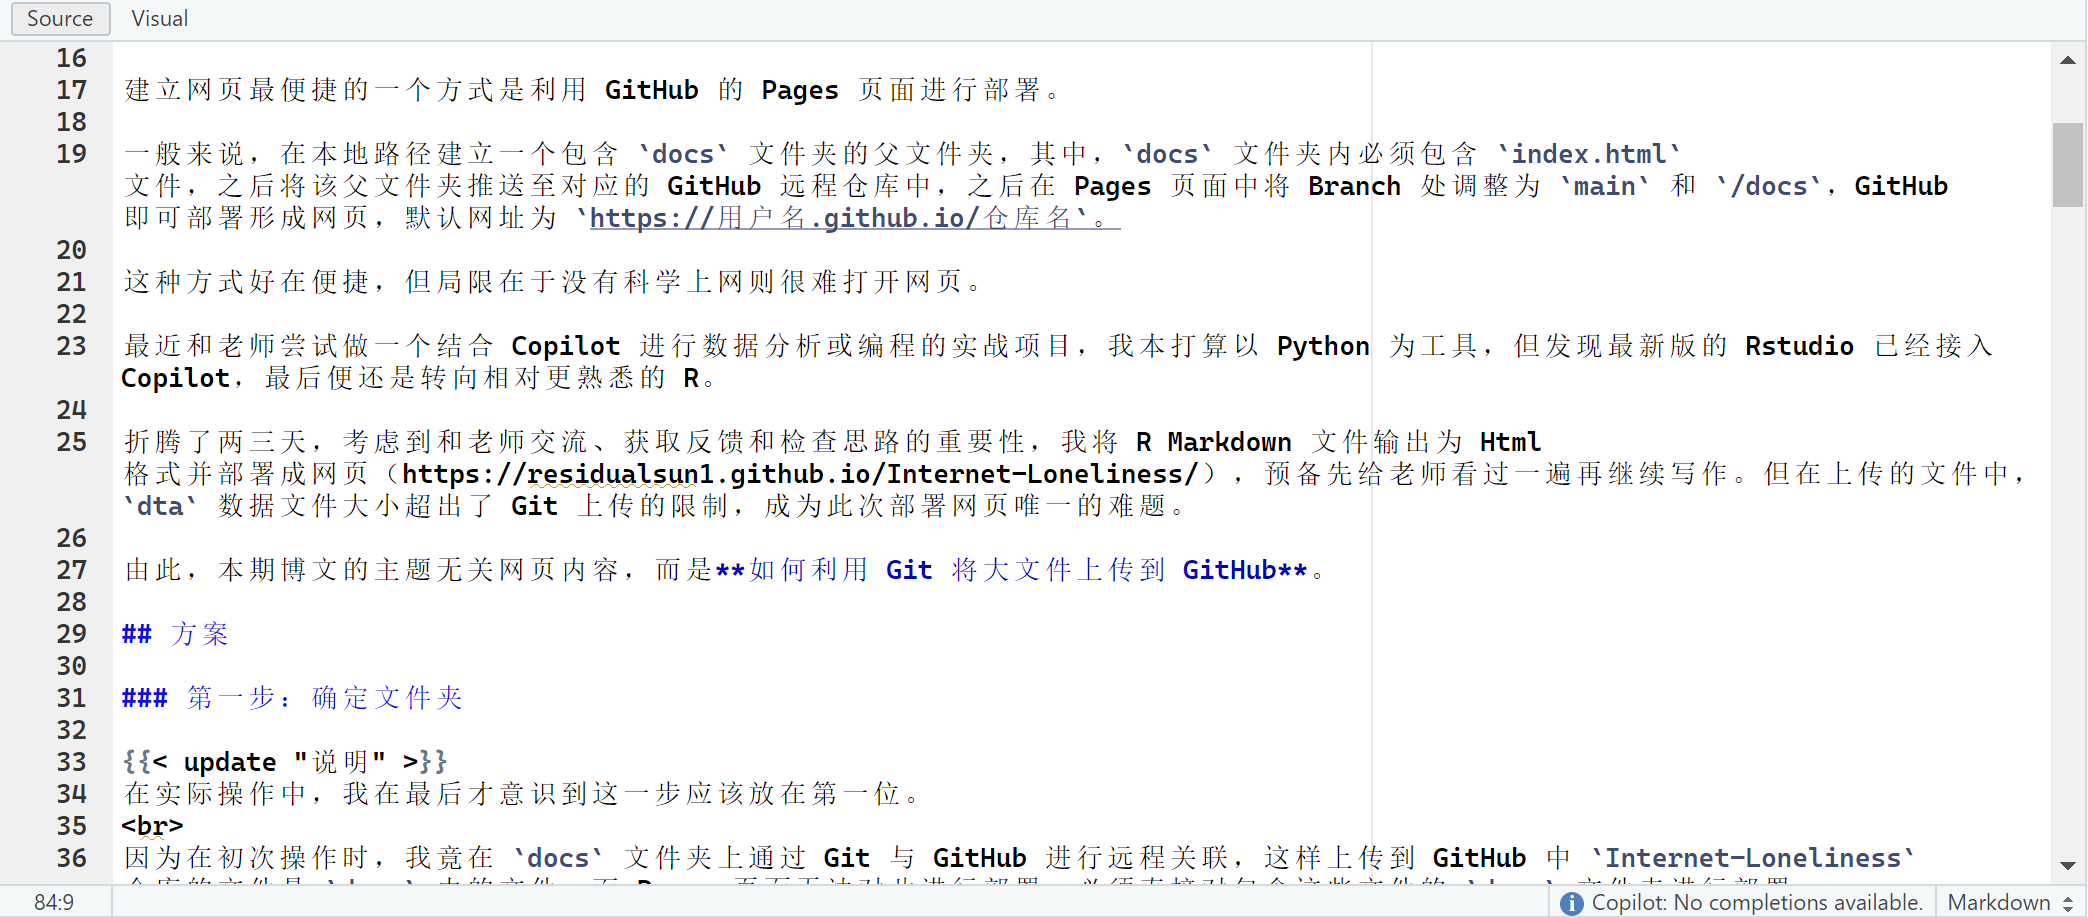 Source Visual
16
17 建立网页最便捷的一个方式是利用 GitHub 的 Pages 页面进行部署。
18
19 一般来说，在本地路径建立一个包含 `docs` 文件夹的父文件夹，其中，`docs` 文件夹内必须包含 `index.html`
文件，之后将该父文件夹推送至对应的 GitHub 远程仓库中，之后在 Pages 页面中将 Branch 处调整为 `main` 和 `/docs`，GitHub
即可部署形成网页，默认网址为 `https://用户名.github.io/仓库名`。
20
21 这种方式好在便捷，但局限在于没有科学上网则很难打开网页。
22
23 最近和老师尝试做一个结合 Copilot 进行数据分析或编程的实战项目，我本打算以 Python 为工具，但发现最新版的 Rstudio 已经接入
Copilot，最后便还是转向相对更熟悉的 R。
24
25 折腾了两三天，考虑到和老师交流、获取反馈和检查思路的重要性，我将 R Markdown 文件输出为 Html
格式并部署成网页（https://residualsun1.github.io/Internet-Loneliness/），预备先给老师看过一遍再继续写作。但在上传的文件中，
`dta` 数据文件大小超出了 Git 上传的限制，成为此次部署网页唯一的难题。
26
27 由此，本期博文的主题无关网页内容，而是**如何利用 Git 将大文件上传到 GitHub**。
28
29 ## 方案
30
31 ### 第一步：确定文件夹
32
33 {{< update "说明" >}}
34 在实际操作中，我在最后才意识到这一步应该放在第一位。
35 <br>
36 因为在初次操作时，我竟在 `docs` 文件夹上通过 Git 与 GitHub 进行远程关联，这样上传到 GitHub 中 `Internet-Loneliness`
84:9 Copilot: No completions available. Markdown